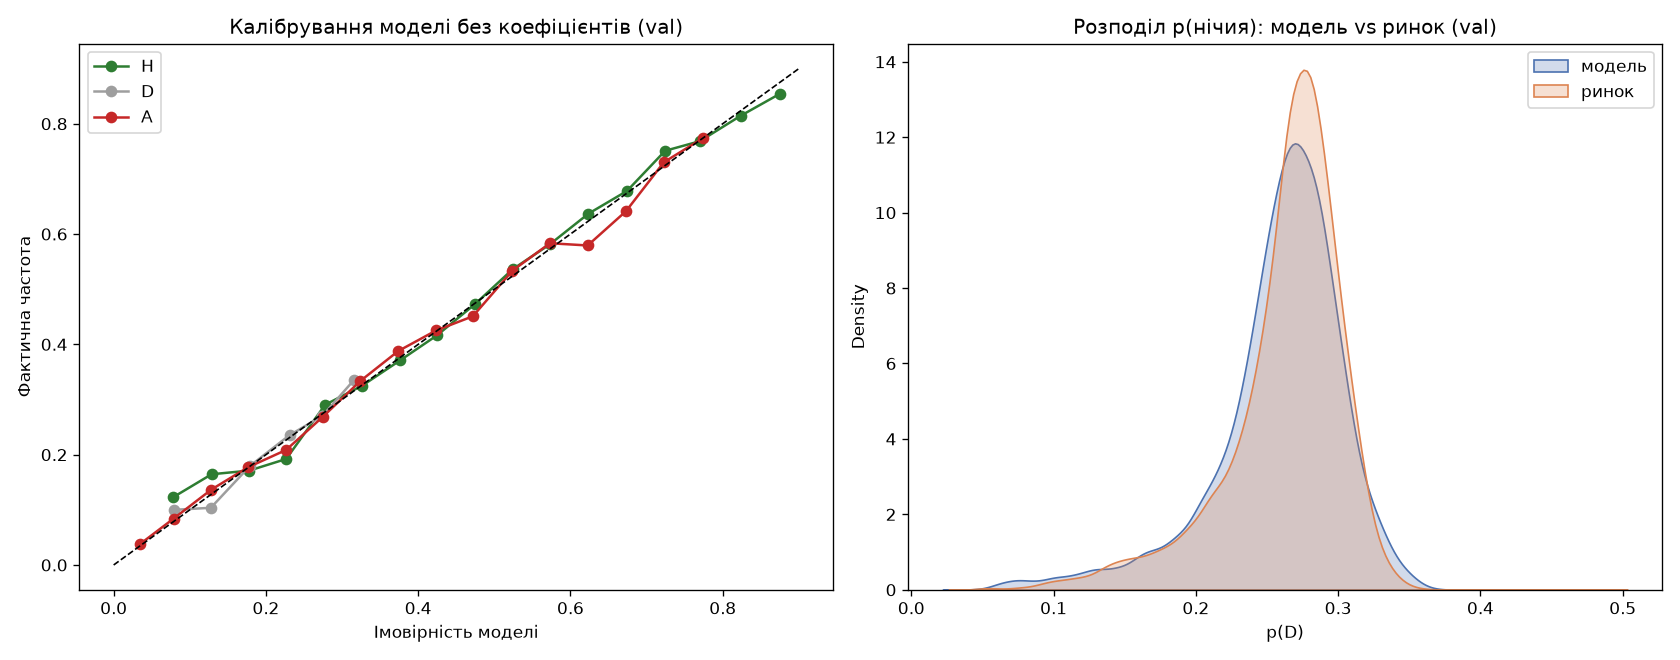 Калібрування моделі без коефіцієнтів (val)
H
D
A
Фактична частота
0.8
0.6
0.4
0.2
0.0
0.0 0.2 0.4 0.6 0.8
Імовірність моделі
Розподіл p(нічия): модель vs ринок (val)
модель
ринок
Density
14
12
10
8
6
4
2
0
0.0 0.1 0.2 0.3 0.4 0.5
p(D)